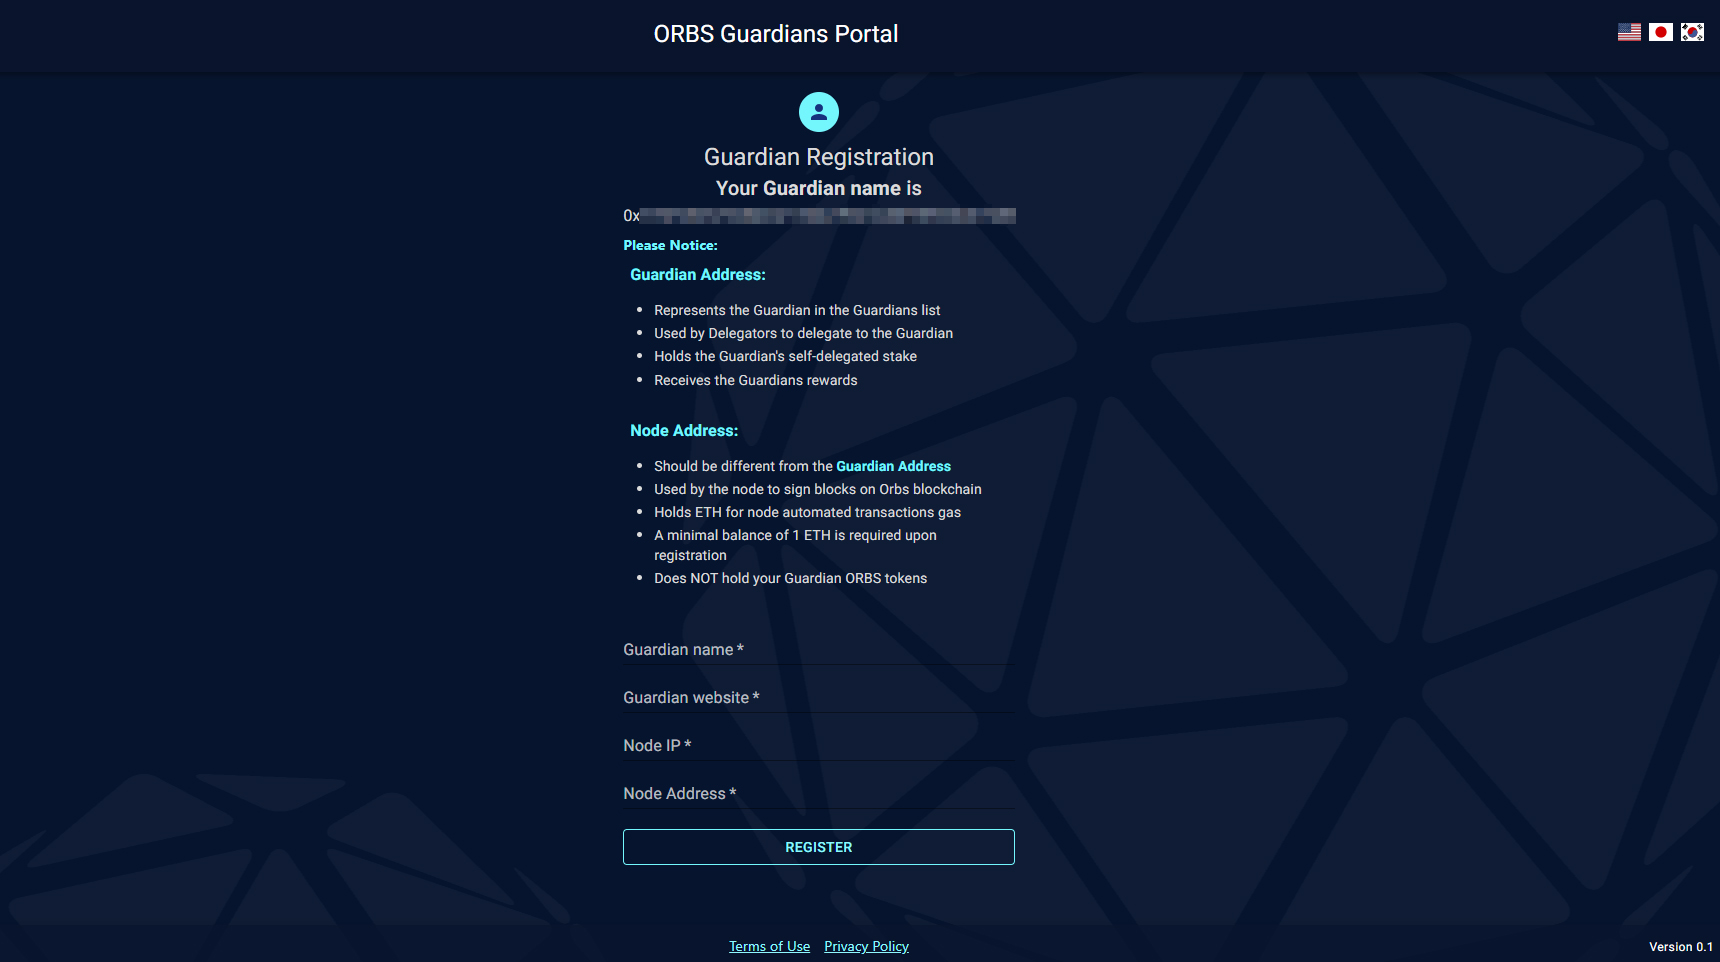 ORBS Guardians Portal
Guardian Registration
Your Guardian name is
0x
Please Notice:
Guardian Address:
• Represents the Guardian in the Guardians list
• Used by Delegators to delegate to the Guardian
• Holds the Guardian's self-delegated stake
• Receives the Guardians rewards
Node Address:
• Should be different from the Guardian Address
• Used by the node to sign blocks on Orbs blockchain
• Holds ETH for node automated transactions gas
• A minimal balance of 1 ETH is required upon
registration
• Does NOT hold your Guardian ORBS tokens
Guardian name *
Guardian website *
Node IP *
Node Address *
REGISTER
Terms of Use Privacy Policy
Version 0.1